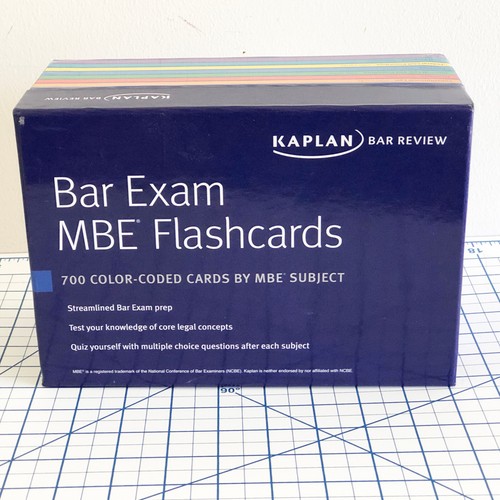 KAPLAN BAR REVIEW
KAPLAN BAR REVIEW
Bar Exam
MBE® Flashcards
700 COLOR-CODED CARDS BY MBE® SUBJECT
Streamlined Bar Exam prep
Test your knowledge of core legal concepts
Quiz yourself with multiple choice questions after each subject
MBE® is a registered trademark of the National Conference of Bar Examiners (NCBE). Kaplan is neither endorsed by nor affiliated with NCBE
18
90°